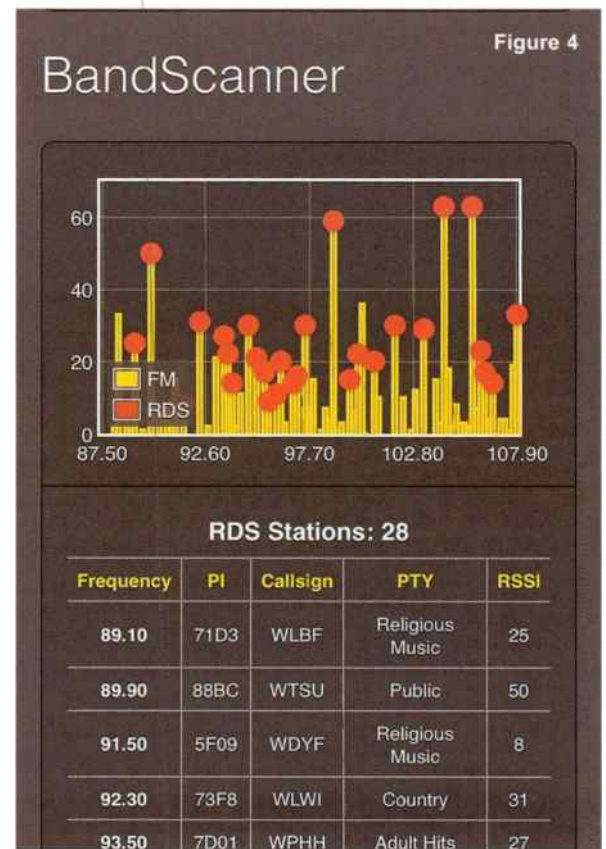 Figure 4
BandScanner
60
40
20
0
FM
RDS
87.50 92.60 97.70 102.80 107.90
RDS Stations: 28
Frequency PI Callsign PTY RSSI
89.10 71D3 WLBF Religious Music 25
89.90 88BC WTSU Public 50
91.50 5F09 WDYF Religious Music 8
92.30 73F8 WLWI Country 31
93.50 7D01 WPHH Adult Hits 27